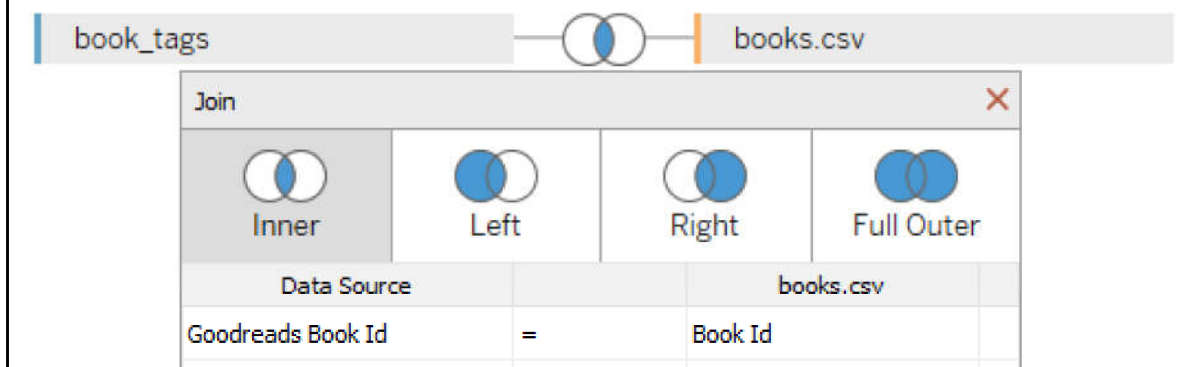 book_tags books.csv
Join
Inner Left Right Full Outer
Data Source books.csv
Goodreads Book Id = Book Id